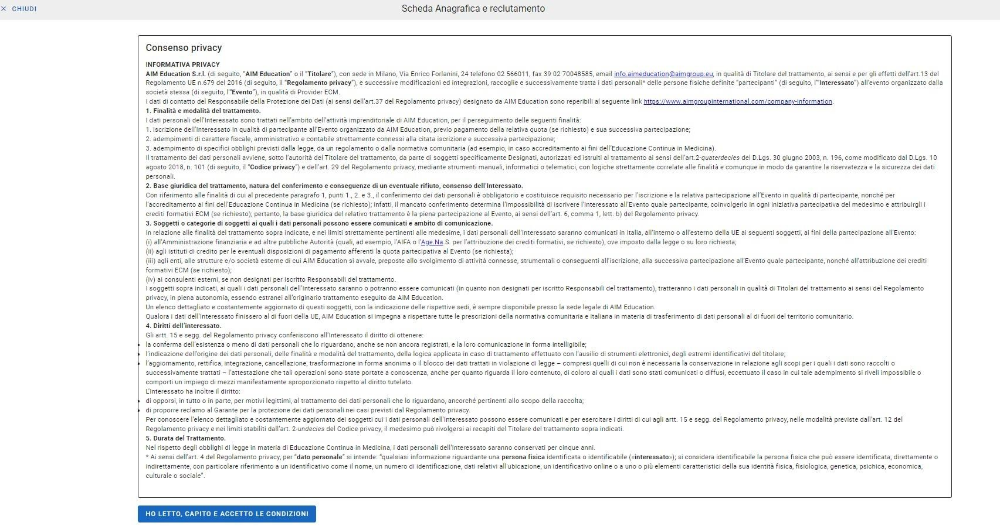 × CHIUDI
Scheda Anagrafica e reclutamento
Consenso privacy
INFORMATIVA PRIVACY
AIM Education S.r.l. (di seguito, “AIM Education” o il “Titolare”), con sede in Milano, Via Enrico Forlanini, 24 telefono 02 566011, fax 39 02 70048585, email info.aimeducation@aimgroup.eu, in qualità di Titolare del trattamento, ai sensi e per gli effetti dell’art.13 del
Regolamento UE n.679 del 2016 (di seguito, il “Regolamento privacy”), e successive modificazioni ed integrazioni, raccoglie e successivamente tratta i dati personali* delle persone fisiche definite “partecipanti” (di seguito, l’“Interessato”) all’evento organizzato dalla
società stessa (di seguito, l’“Evento”), in qualità di Provider ECM.
I dati di contatto del Responsabile della Protezione dei Dati (ai sensi dell’art.37 del Regolamento privacy) designato da AIM Education sono reperibili al seguente link https://www.aimgroupinternational.com/company-information.
1. Finalità e modalità del trattamento.
I dati personali dell’Interessato sono trattati nell’ambito dell’attività imprenditoriale di AIM Education, per il perseguimento delle seguenti finalità:
1. iscrizione dell’Interessato in qualità di partecipante all’Evento organizzato da AIM Education, previo pagamento della relativa quota (se richiesto) e sua successiva partecipazione;
2. adempimenti di carattere fiscale, amministrativo e contabile strettamente connessi alla citata iscrizione e successiva partecipazione;
3. adempimento di specifici obblighi previsti dalla legge, da un regolamento o dalla normativa comunitaria (ad esempio, in caso accreditamento ai fini dell’Educazione Continua in Medicina).
Il trattamento dei dati personali avviene, sotto l’autorità del Titolare del trattamento, da parte di soggetti specificamente Designati, autorizzati ed istruiti al trattamento ai sensi dell’art.2-quaterdecies del D.Lgs. 30 giugno 2003, n. 196, come modificato dal D.Lgs. 10
agosto 2018, n. 101 (di seguito, il “Codice privacy”) e dell’art. 29 del Regolamento privacy, mediante strumenti manuali, informatici o telematici, con logiche strettamente correlate alle finalità e comunque in modo da garantire la riservatezza e la sicurezza dei dati
personali.
2. Base giuridica del trattamento, natura del conferimento e conseguenze di un eventuale rifiuto, consenso dell’Interessato.
Con riferimento alle finalità di cui al precedente paragrafo 1, punti 1., 2. e 3., il conferimento dei dati personali è obbligatorio e costituisce requisito necessario per l’iscrizione e la relativa partecipazione all’Evento in qualità di partecipante, nonché per
l’accreditamento ai fini dell’Educazione Continua in Medicina (se richiesto); infatti, il mancato conferimento determina l’impossibilità di iscrivere l’Interessato all’Evento quale partecipante, coinvolgerlo in ogni iniziativa partecipativa del medesimo e attribuirgli i
crediti formativi ECM (se richiesto); pertanto, la base giuridica del relativo trattamento è la piena partecipazione al Evento, ai sensi dell’art. 6, comma 1, lett. b) del Regolamento privacy.
3. Soggetti o categorie di soggetti ai quali i dati personali possono essere comunicati e ambito di comunicazione.
In relazione alle finalità del trattamento sopra indicate, e nei limiti strettamente pertinenti alle medesime, i dati personali dell’Interessato saranno comunicati in Italia, all’interno o all’esterno della UE ai seguenti soggetti, ai fini della partecipazione all’Evento:
(i) all’Amministrazione finanziaria e ad altre pubbliche Autorità (quali, ad esempio, l’AIFA o l’Age.Na.S. per l’attribuzione dei crediti formativi, se richiesto), ove imposto dalla legge o su loro richiesta;
(ii) agli istituti di credito per le eventuali disposizioni di pagamento afferenti la quota partecipativa al Evento (se richiesta);
(iii) agli enti, alle strutture e/o società esterne di cui AIM Education si avvale, preposte allo svolgimento di attività connesse, strumentali o conseguenti all’iscrizione, alla successiva partecipazione all’Evento quale partecipante, nonché all’attribuzione dei crediti
formativi ECM (se richiesto);
(iv) ai consulenti esterni, se non designati per iscritto Responsabili del trattamento.
I soggetti sopra indicati, ai quali i dati personali dell’Interessato saranno o potranno essere comunicati (in quanto non designati per iscritto Responsabili del trattamento), tratteranno i dati personali in qualità di Titolari del trattamento ai sensi del Regolamento
privacy, in piena autonomia, essendo estranei all’originario trattamento eseguito da AIM Education.
Un elenco dettagliato e costantemente aggiornato di questi soggetti, con la indicazione delle rispettive sedi, è sempre disponibile presso la sede legale di AIM Education.
Qualora i dati dell’Interessato finissero al di fuori della UE, AIM Education si impegna a rispettare tutte le prescrizioni della normativa comunitaria e italiana in materia di trasferimento di dati personali al di fuori del territorio comunitario.
4. Diritti dell’interessato.
Gli artt. 15 e segg. del Regolamento privacy conferiscono all’Interessato il diritto di ottenere:
• la conferma dell’esistenza o meno di dati personali che lo riguardano, anche se non ancora registrati, e la loro comunicazione in forma intelligibile;
• l’indicazione dell’origine dei dati personali, delle finalità e modalità del trattamento, della logica applicata in caso di trattamento effettuato con l’ausilio di strumenti elettronici, degli estremi identificativi del titolare;
• l’aggiornamento, rettifica, integrazione, cancellazione, trasformazione in forma anonima o il blocco dei dati trattati in violazione di legge – compresi quelli di cui non è necessaria la conservazione in relazione agli scopi per i quali i dati sono raccolti o
successivamente trattati – l’attestazione che tali operazioni sono state portate a conoscenza, anche per quanto riguarda il loro contenuto, di coloro ai quali i dati sono stati comunicati o diffusi, eccettuato il caso in cui tale adempimento si riveli impossibile o
comporti un impiego di mezzi manifestamente sproporzionato rispetto al diritto tutelato.
L’Interessato ha inoltre il diritto:
• di opporsi, in tutto o in parte, per motivi legittimi, al trattamento dei dati personali che lo riguardano, ancorché pertinenti allo scopo della raccolta;
• di proporre reclamo al Garante per la protezione dei dati personali nei casi previsti dal Regolamento privacy.
Per conoscere l’elenco dettagliato e costantemente aggiornato dei soggetti cui i dati personali dell’Interessato possono essere comunicati e per esercitare i diritti di cui agli artt. 15 e segg. del Regolamento privacy, nelle modalità previste dall’art. 12 del
Regolamento privacy e nei limiti stabiliti dall’art. 2-undecies del Codice privacy, il medesimo può rivolgersi ai recapiti del Titolare del trattamento sopra indicati.
5. Durata del Trattamento.
Nel rispetto degli obblighi di legge in materia di Educazione Continua in Medicina, i dati personali dell’Interessato saranno conservati per cinque anni.
* Ai sensi dell’art. 4 del Regolamento privacy, per “dato personale” si intende: “qualsiasi informazione riguardante una persona fisica identificata o identificabile («interessato»); si considera identificabile la persona fisica che può essere identificata, direttamente o
indirettamente, con particolare riferimento a un identificativo come il nome, un numero di identificazione, dati relativi all'ubicazione, un identificativo online o a uno o più elementi caratteristici della sua identità fisica, fisiologica, genetica, psichica, economica,
culturale o sociale”.
HO LETTO, CAPITO E ACCETTO LE CONDIZIONI